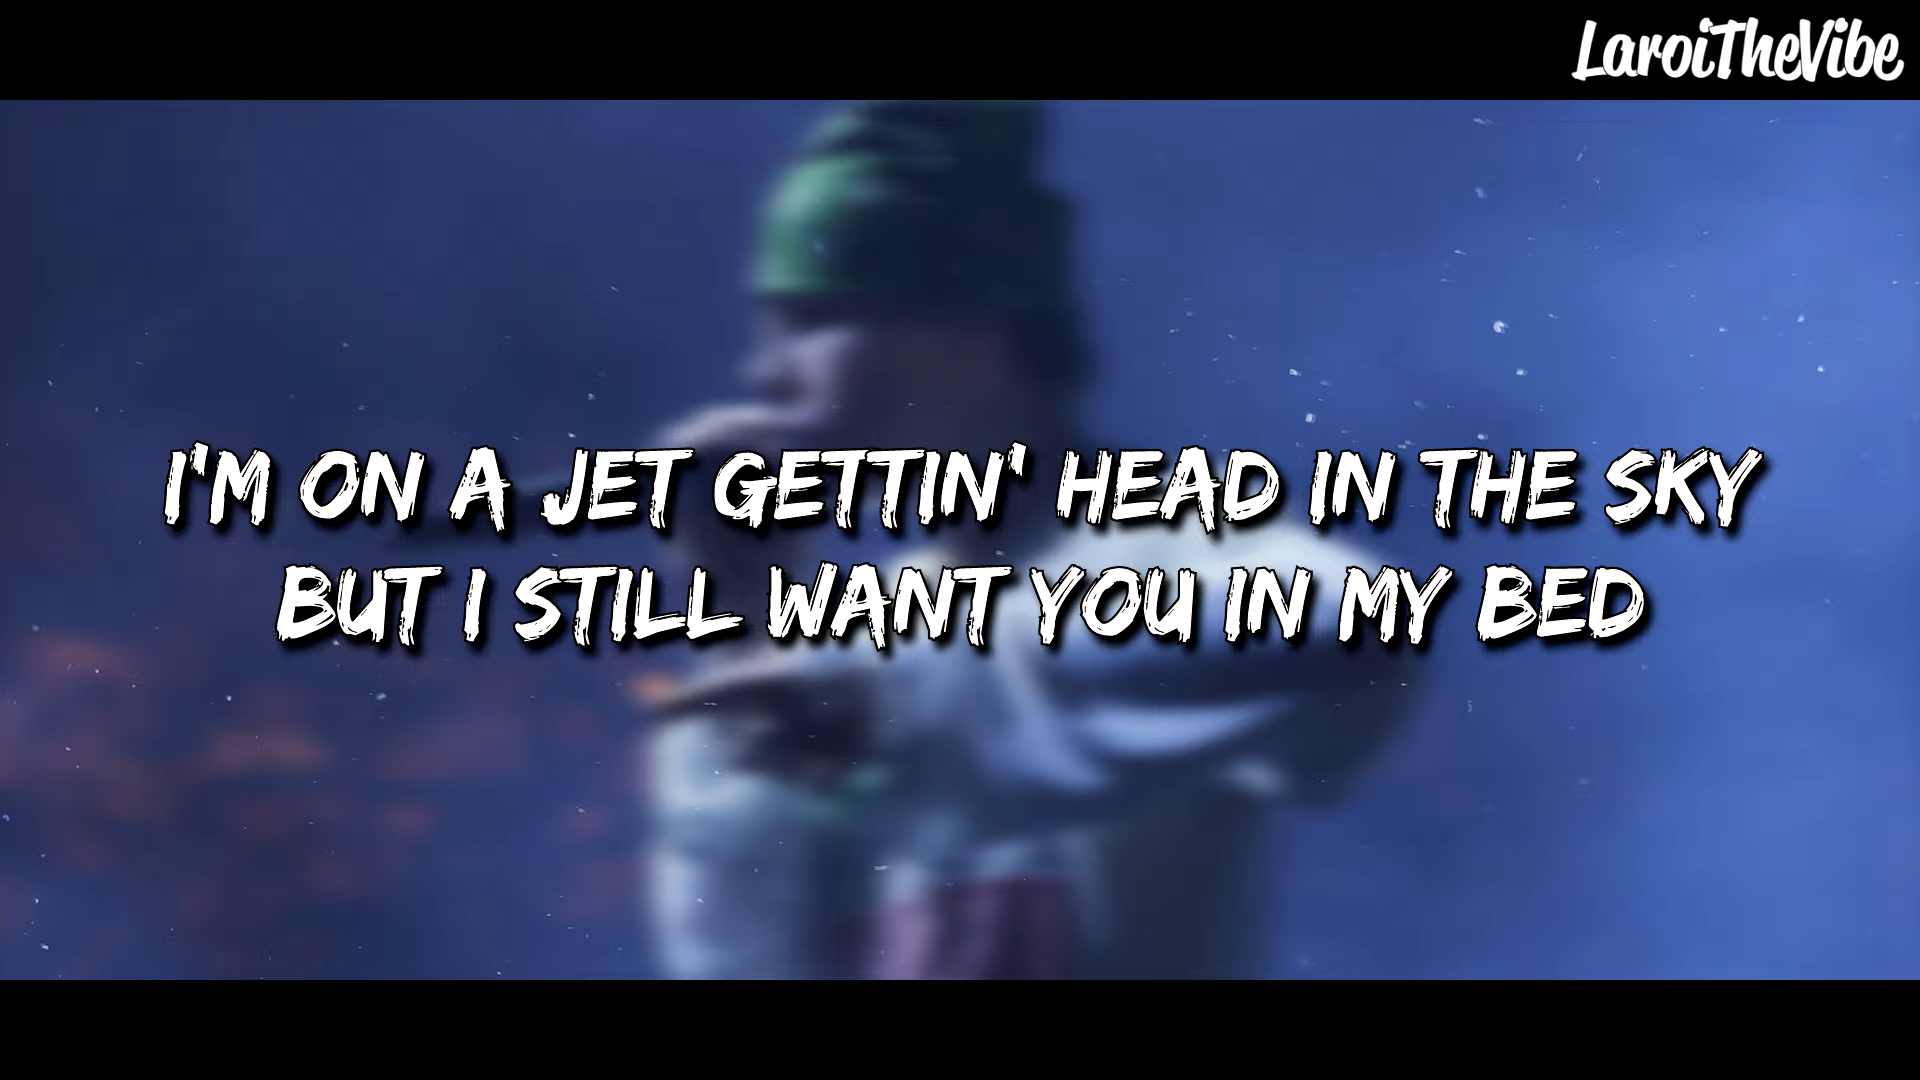 LaroiTheVibe
I'M ON A JET GETTIN' HEAD IN THE SKY
BUT I STILL WANT YOU IN MY BED